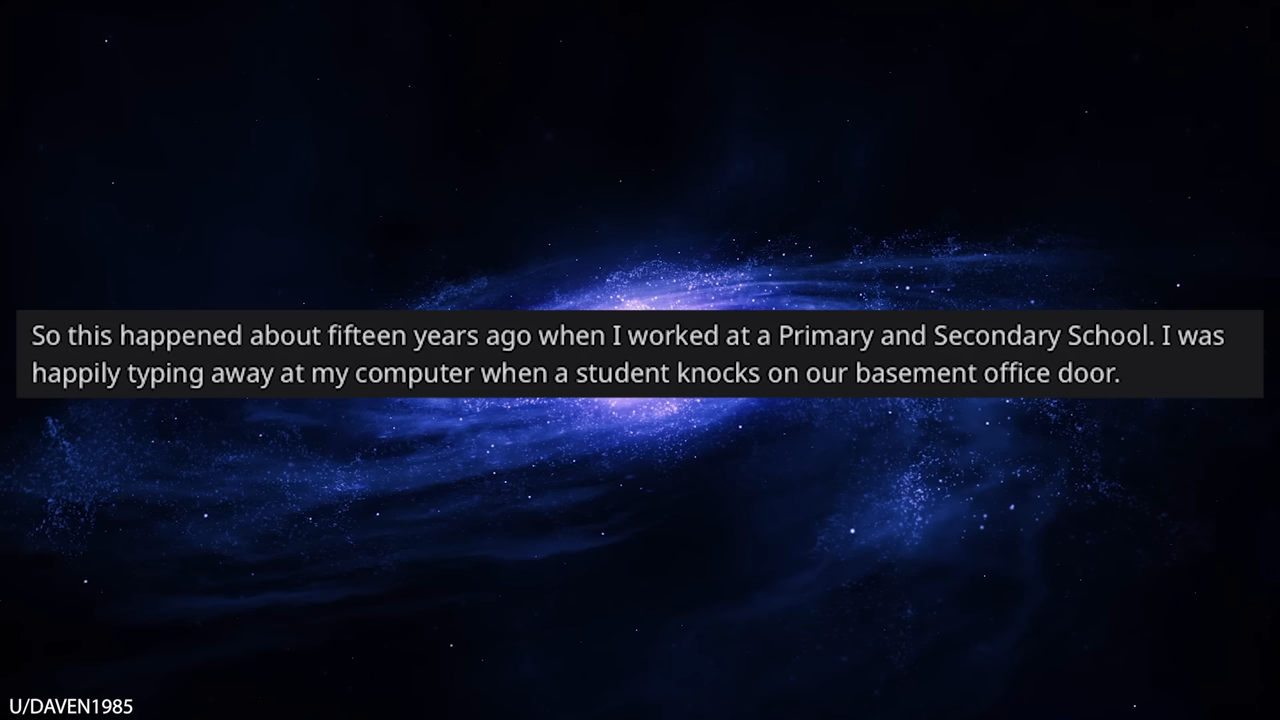 So this happened about fifteen years ago when I worked at a Primary and Secondary School. I was
happily typing away at my computer when a student knocks on our basement office door.
U/DAVEN1985